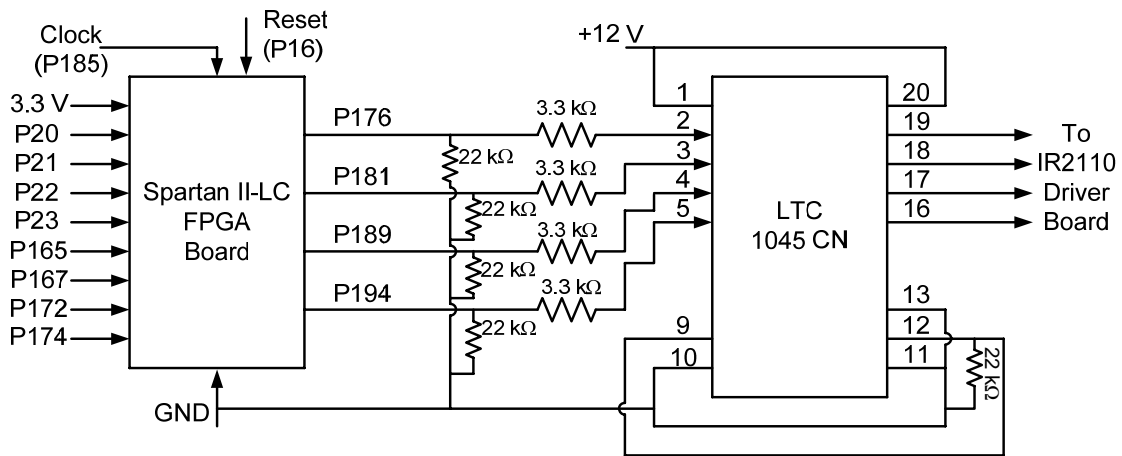 Clock
(P185)
Reset
(P16)
+12 V
3.3 V
P20
P21
P22
P23
P165
P167
P172
P174
GND
Spartan II-LC
FPGA
Board
P176
P181
P189
P194
3.3 kΩ
3.3 kΩ
3.3 kΩ
3.3 kΩ
22 kΩ
22 kΩ
22 kΩ
22 kΩ
1
2
3
4
5
9
10
LTC
1045 CN
20
19
18
17
16
13
12
11
22 kΩ
To
IR2110
Driver
Board